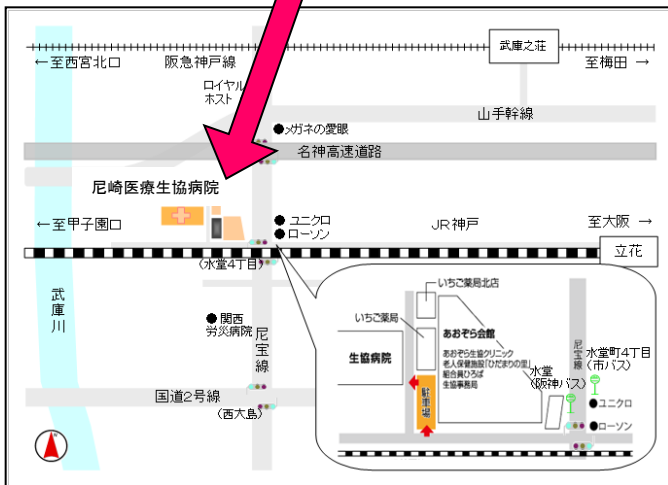 武庫之荘
←至西宮北口
阪急神戸線
至梅田 →
ロイヤル
ホスト
山手幹線
●メガネの愛眼
名神高速道路
尼崎医療生協病院
←至甲子園口
●ユニクロ
●ローソン
JR神戸
至大阪 →
立花
(水堂4丁目)
武庫川
●関西
労災病院
尼宝線
国道2号線
(西大島)
いちご薬局北店
いちご薬局
生協病院
あおぞら会館
あおぞら生協クリニック
老人保健施設「ひだまりの里」
組合員ひろば
生協事務局
駐車場
水堂
(阪神バス)
尼宝線
水堂町4丁目
(市バス)
●ユニクロ
●ローソン